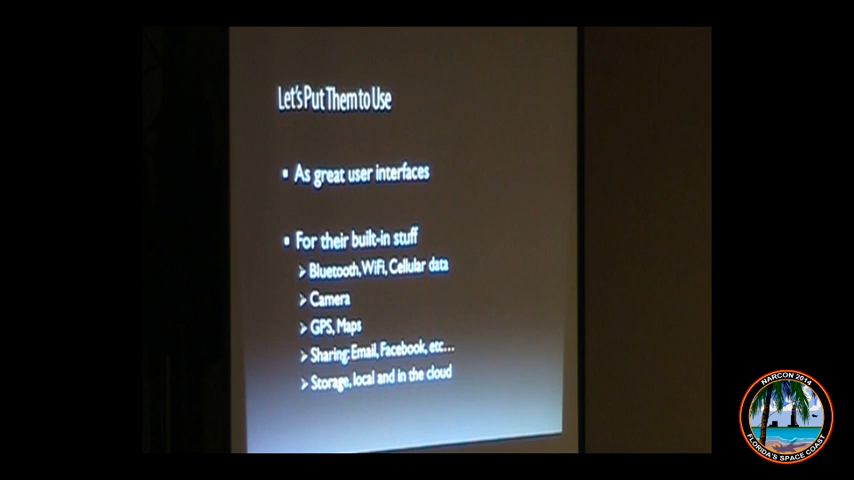 Let's Put Them to Use
As great user interfaces
For their built-in stuff
Bluetooth, WiFi, Cellular data
Camera
GPS, Maps
Sharing: Email, Facebook, etc...
Storage, local and in the cloud
NARCON 2014
FLORIDA'S SPACE COAST